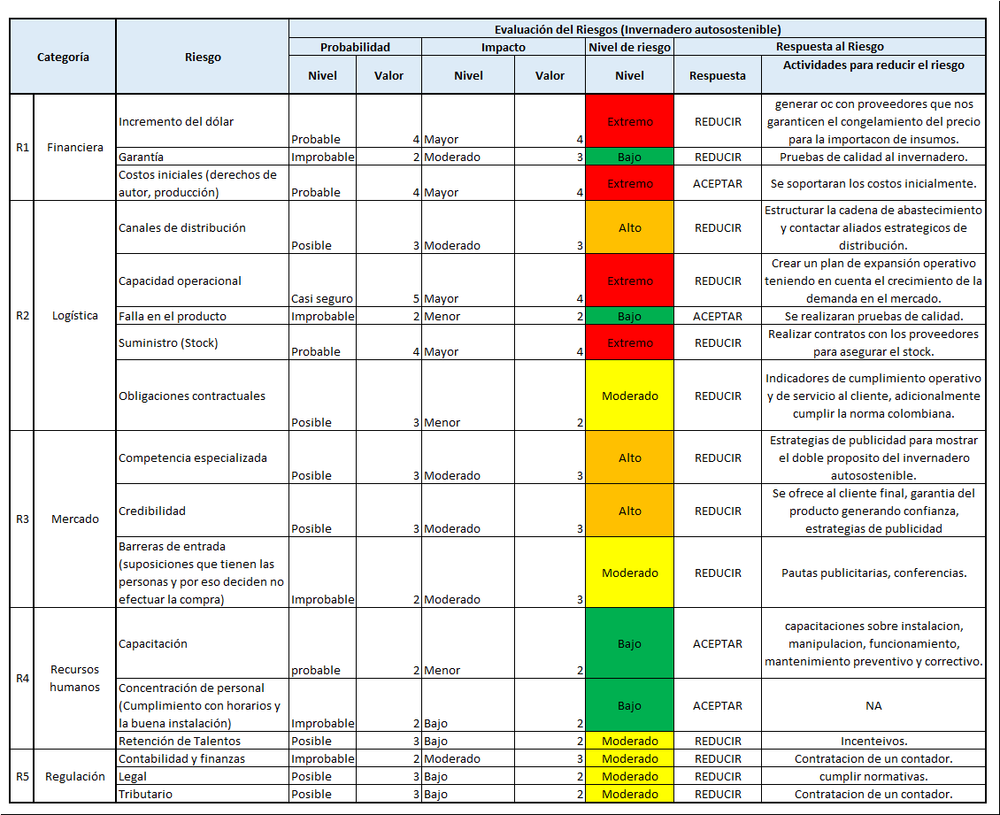 Categoría
Riesgo
Evaluación del Riesgos (Invernadero autosostenible)
Probabilidad
Impacto
Nivel de riesgo
Respuesta al Riesgo
Nivel
Valor
Nivel
Valor
Nivel
Respuesta
Actividades para reducir el riesgo
R1
Financiera
Incremento del dólar
Probable
4
Mayor
4
Extremo
REDUCIR
generar oc con proveedores que nos
garanticen el congelamiento del precio
para la importacon de insumos.
Garantía
Improbable
2
Moderado
3
Bajo
REDUCIR
Pruebas de calidad al invernadero.
Costos iniciales (derechos de
autor, producción)
Probable
4
Mayor
4
Extremo
ACEPTAR
Se soportaran los costos inicialmente.
R2
Logística
Canales de distribución
Posible
3
Moderado
3
Alto
REDUCIR
Estructurar la cadena de abastecimiento
y contactar aliados estrategicos de
distribución.
Capacidad operacional
Casi seguro
5
Mayor
4
Extremo
REDUCIR
Crear un plan de expansión operativo
teniendo en cuenta el crecimiento de la
demanda en el mercado.
Falla en el producto
Improbable
2
Menor
2
Bajo
ACEPTAR
Se realizaran pruebas de calidad.
Suministro (Stock)
Probable
4
Mayor
4
Extremo
REDUCIR
Realizar contratos con los proveedores
para asegurar el stock.
Obligaciones contractuales
Posible
3
Menor
2
Moderado
REDUCIR
Indicadores de cumplimiento operativo
y de servicio al cliente, adicionalmente
cumplir la norma colombiana.
R3
Mercado
Competencia especializada
Posible
3
Moderado
3
Alto
REDUCIR
Estrategias de publicidad para mostrar
el doble proposito del invernadero
autosostenible.
Credibilidad
Posible
3
Moderado
3
Alto
REDUCIR
Se ofrece al cliente final, garantia del
producto generando confianza,
estrategias de publicidad
Barreras de entrada
(suposiciones que tienen las
personas y por eso deciden no
efectuar la compra)
Improbable
2
Moderado
3
Moderado
REDUCIR
Pautas publicitarias, conferencias.
R4
Recursos
humanos
Capacitación
probable
2
Menor
2
Bajo
ACEPTAR
capacitaciones sobre instalacion,
manipulacion, funcionamiento,
mantenimiento preventivo y correctivo.
Concentración de personal
(Cumplimiento con horarios y
la buena instalación)
Improbable
2
Bajo
2
Bajo
ACEPTAR
NA
Retención de Talentos
Posible
3
Bajo
2
Moderado
REDUCIR
Incenteivos.
R5
Regulación
Contabilidad y finanzas
Improbable
2
Moderado
3
Moderado
REDUCIR
Contratacion de un contador.
Legal
Posible
3
Bajo
2
Moderado
REDUCIR
cumplir normativas.
Tributario
Posible
3
Bajo
2
Moderado
REDUCIR
Contratacion de un contador.